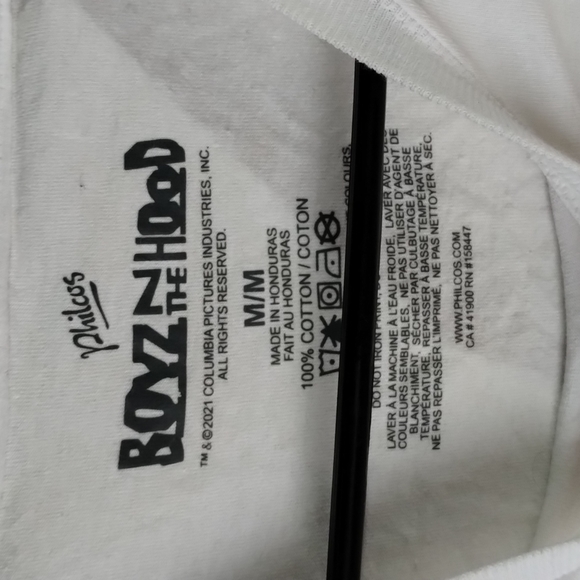 Philcos
BOYZ N
THE HOOD
TM & ©2021 COLUMBIA PICTURES INDUSTRIES, INC.
ALL RIGHTS RESERVED.
M/M
MADE IN HONDURAS
FAIT AU HONDURAS
100% COTTON / COTON
COLOURS.
DO NOT IRON PRINT, DO
LAVER À LA MACHINE À L'EAU FROIDE, LAVER AVEC DES
COULEURS SEMBLABLES. NE PAS UTILISER D'AGENT DE
BLANCHIMENT, SÉCHER PAR CULBUTAGE À BASSE
TEMPÉRATURE, REPASSER À BASSE TEMPÉRATURE,
NE PAS REPASSER L'IMPRIMÉ, NE PAS NETTOYER À SEC.
WWW.PHILCOS.COM
CA # 41900 RN #158447